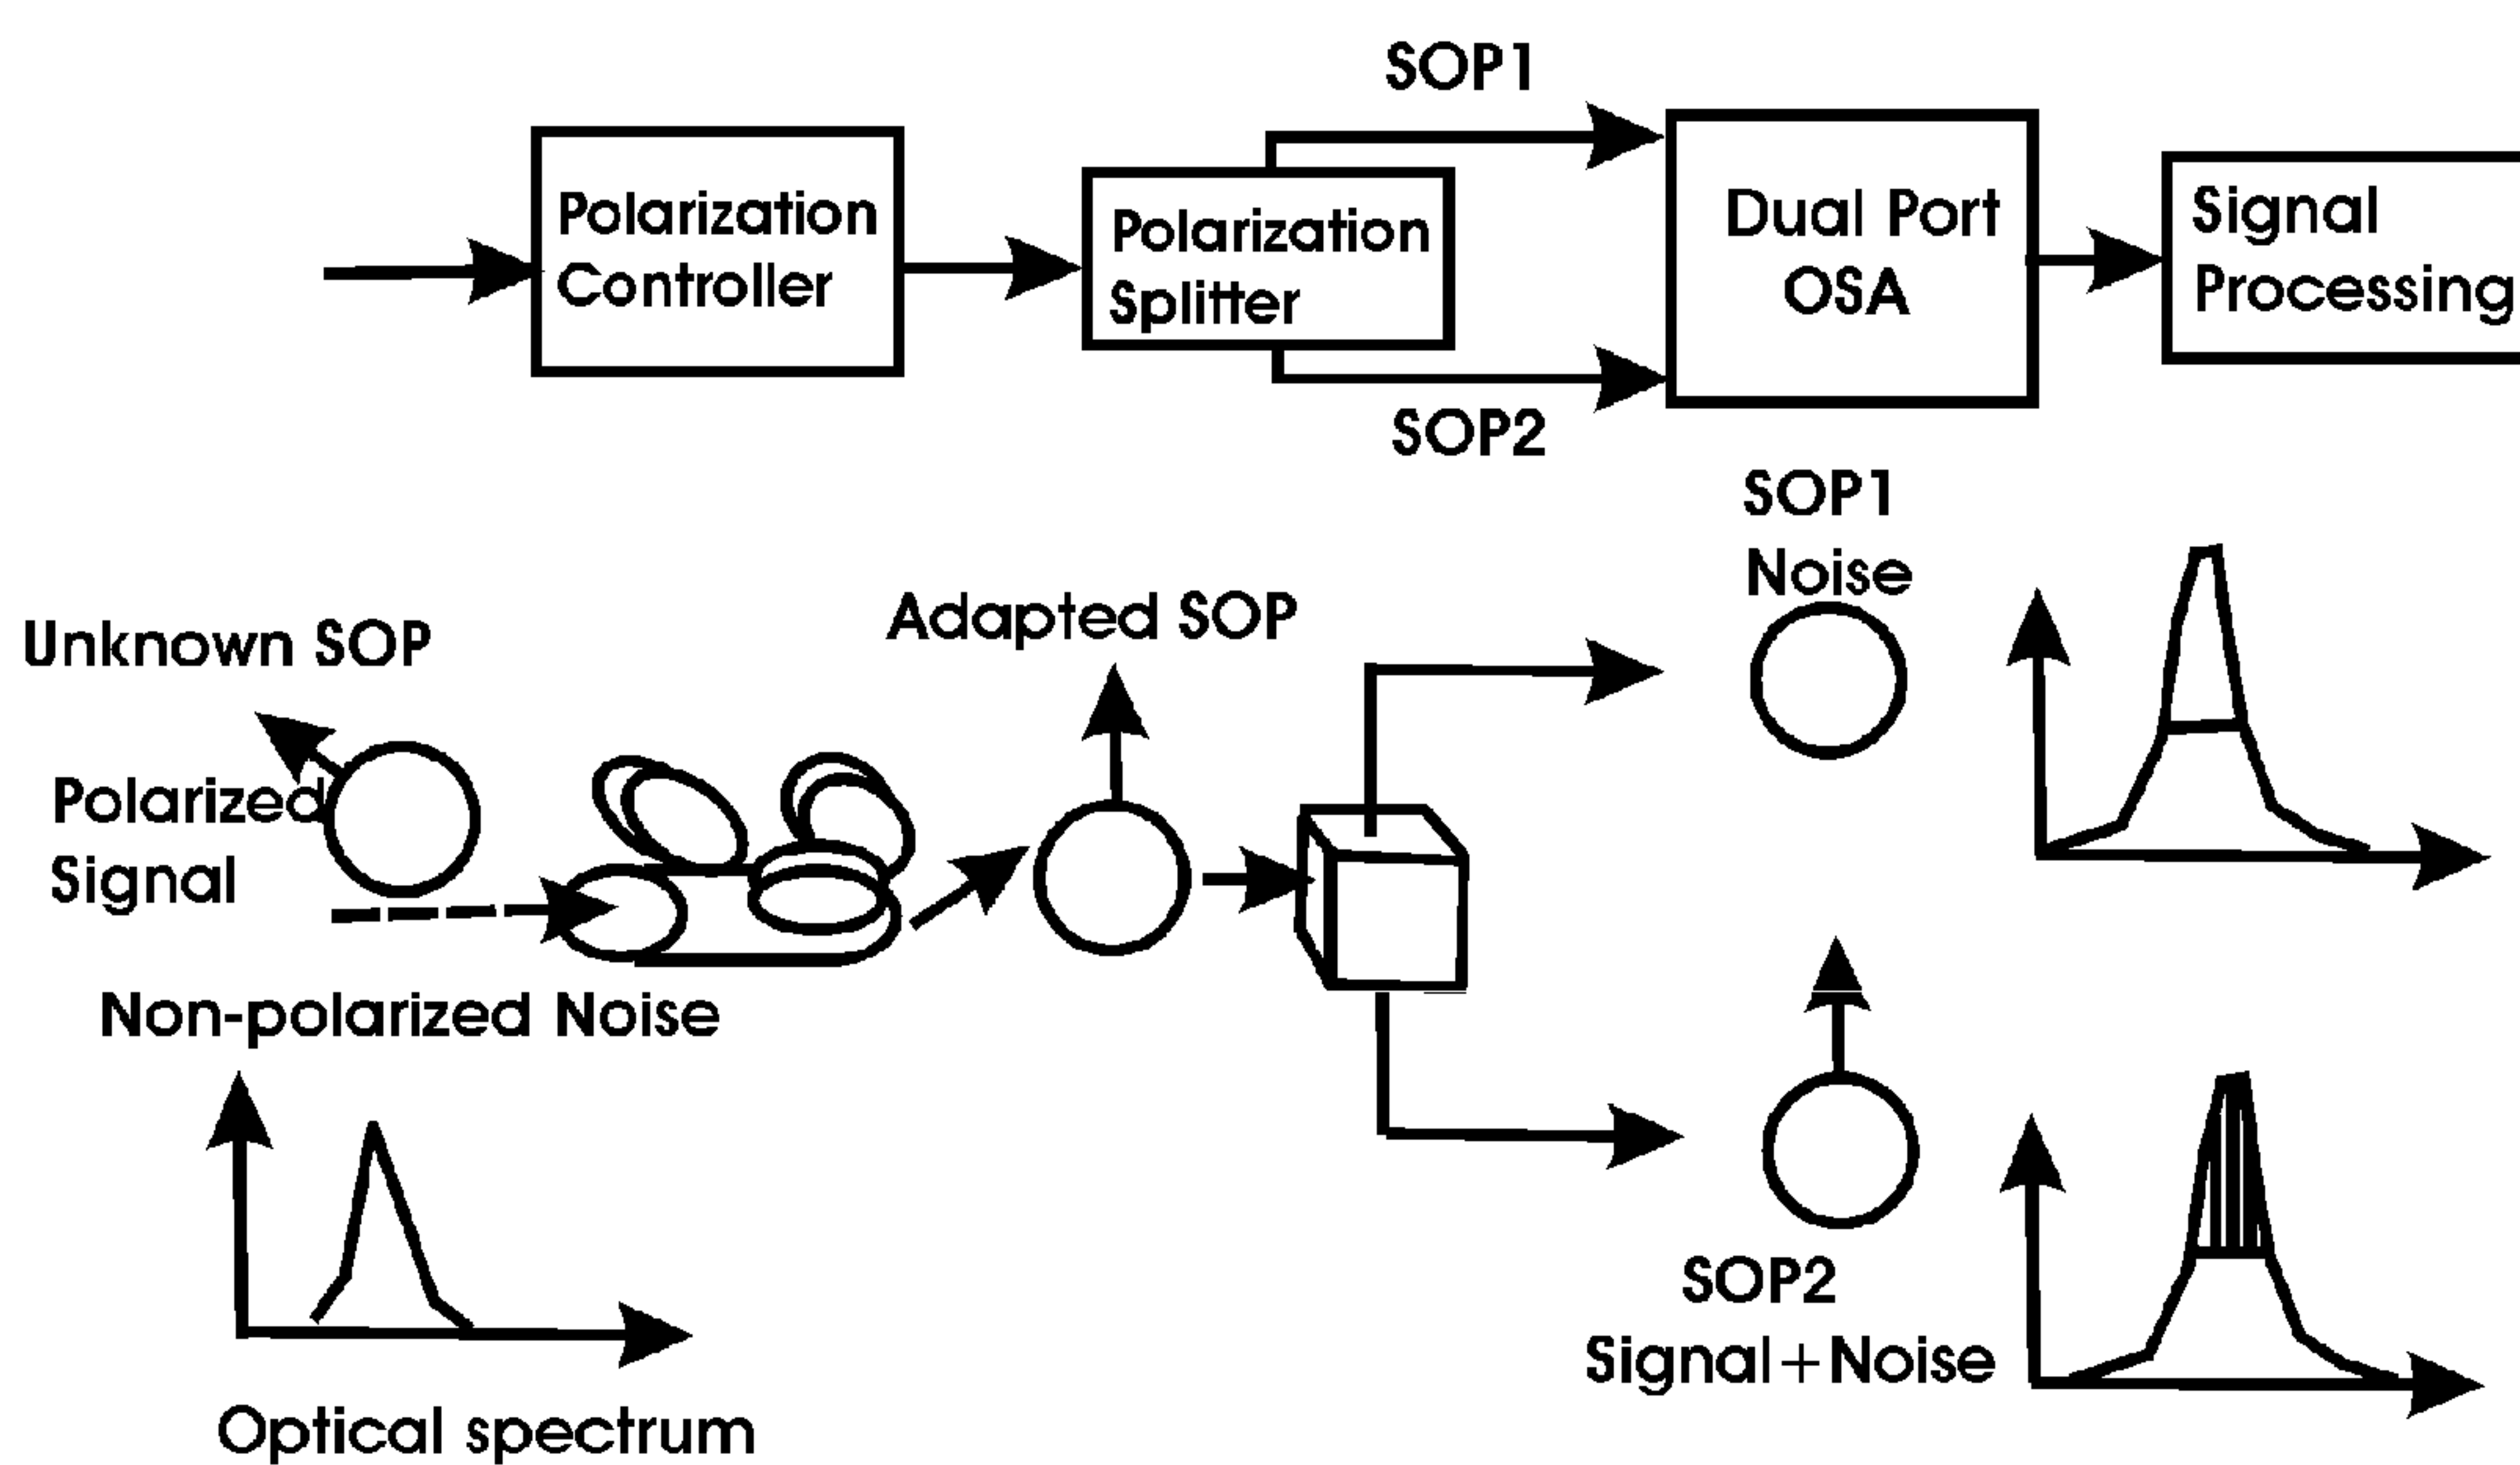 SOP1
Polarization
Controller
Polarization
Splitter
Dual Port
OSA
Signal
Processing
SOP2
SOP1
Noise
Unknown SOP
Adapted SOP
Polarized
Signal
Non-polarized Noise
SOP2
Signal+Noise
Optical spectrum